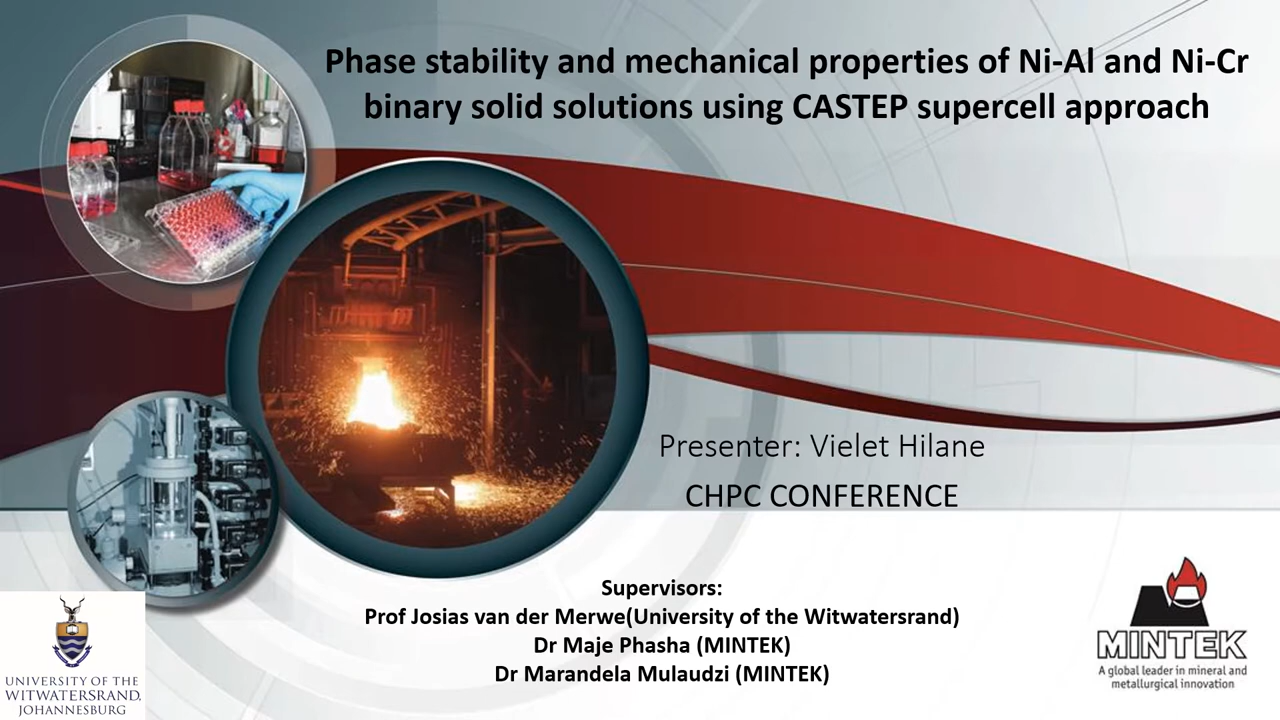 Phase stability and mechanical properties of Ni-Al and Ni-Cr
binary solid solutions using CASTEP supercell approach
Presenter: Vielet Hilane
CHPC CONFERENCE
Supervisors:
Prof Josias van der Merwe(University of the Witwatersrand)
Dr Maje Phasha (MINTEK)
Dr Marandela Mulaudzi (MINTEK)
UNIVERSITY OF THE
WITWATERSRAND,
JOHANNESBURG
MINTEK
A global leader in mineral and
metallurgical innovation